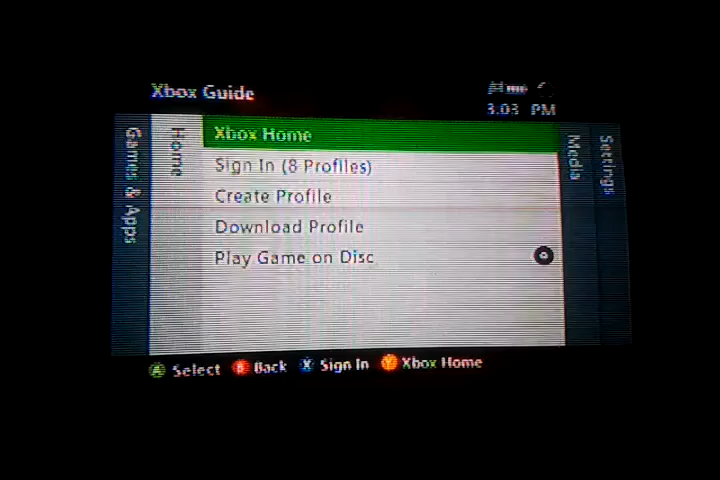 Xbox Guide
3:03 PM
Games & Apps
Home
Xbox Home
Sign In (8 Profiles)
Create Profile
Download Profile
Play Game on Disc
Media
Settings
A Select B Back X Sign In Y Xbox Home